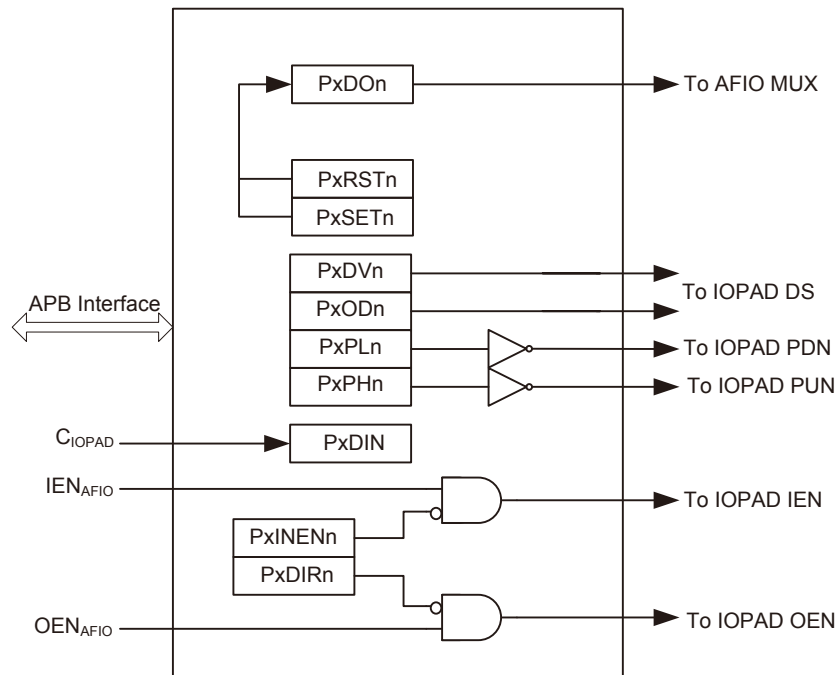 PxDOn
To AFIO MUX
PxRSTn
PxSETn
PxDVn
To IOPAD DS
APB Interface
PxODn
PxPLn
To IOPAD PDN
PxPHn
To IOPAD PUN
CIOPAD
PxDIN
IENAFIO
To IOPAD IEN
PxINENn
PxDIRn
OENAFIO
To IOPAD OEN